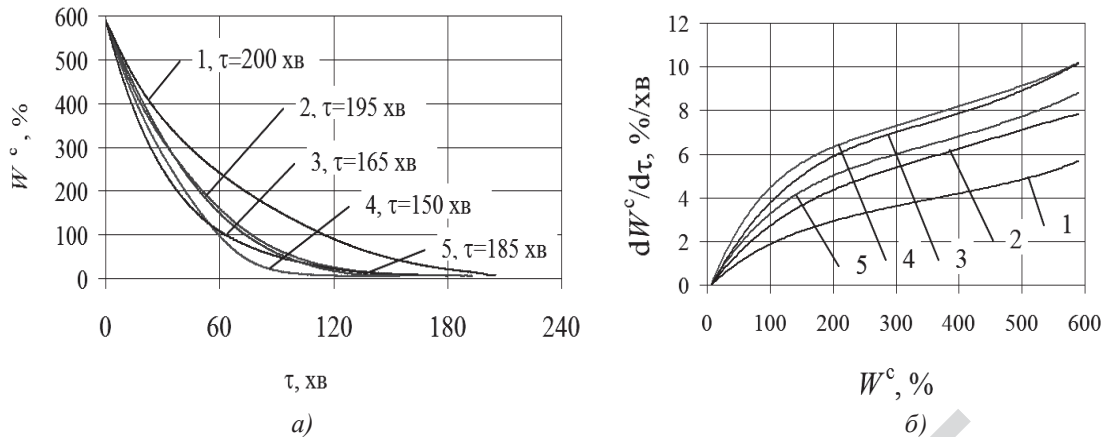 600
500
400
300
200
100
0
W c, %
1, τ=200 хв
2, τ=195 хв
3, τ=165 хв
4, τ=150 хв
5, τ=185 хв
0 60 120 180 240
τ, хв
а)
12
10
8
6
4
2
0
dWc/dτ, %/хв
1
2
3
4
5
0 100 200 300 400 500 600
Wc, %
б)